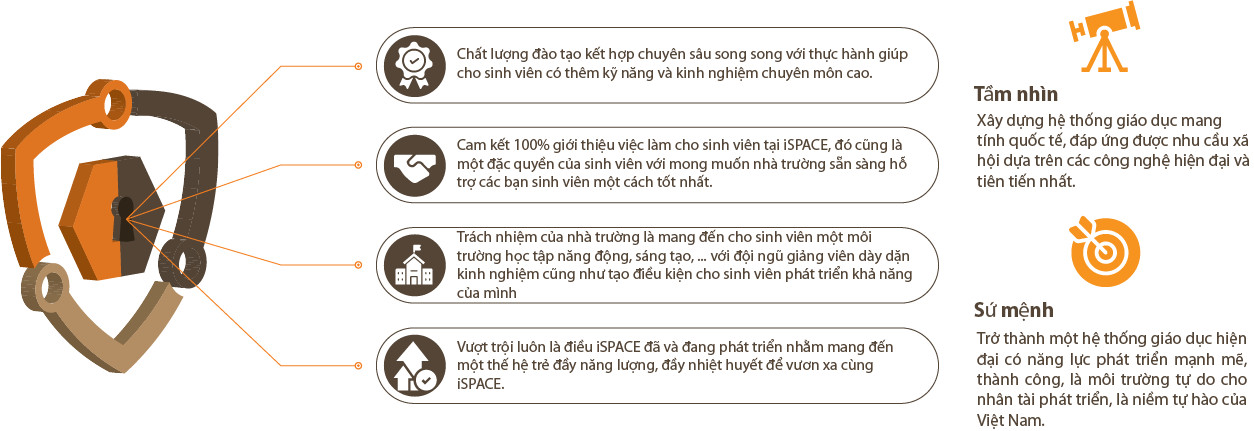 Chất lượng đào tạo kết hợp chuyên sâu song song với thực hành giúp
cho sinh viên có thêm kỹ năng và kinh nghiệm chuyên môn cao.
Cam kết 100% giới thiệu việc làm cho sinh viên tại iSPACE, đó cũng là
một đặc quyền của sinh viên với mong muốn nhà trường sẵn sàng hỗ
trợ các bạn sinh viên một cách tốt nhất.
Trách nhiệm của nhà trường là mang đến cho sinh viên một môi
trường học tập năng động, sáng tạo, ... với đội ngũ giảng viên dày dặn
kinh nghiệm cũng như tạo điều kiện cho sinh viên phát triển khả năng
của mình
Vượt trội luôn là điều iSPACE đã và đang phát triển nhằm mang đến
một thế hệ trẻ đầy năng lượng, đầy nhiệt huyết để vươn xa cùng
iSPACE.
Tầm nhìn
Xây dựng hệ thống giáo dục mang
tính quốc tế, đáp ứng được nhu cầu xã
hội dựa trên các công nghệ hiện đại và
tiên tiến nhất.
Sứ mệnh
Trở thành một hệ thống giáo dục hiện
đại có năng lực phát triển mạnh mẽ,
thành công, là môi trường tự do cho
nhân tài phát triển, là niềm tự hào của
Việt Nam.